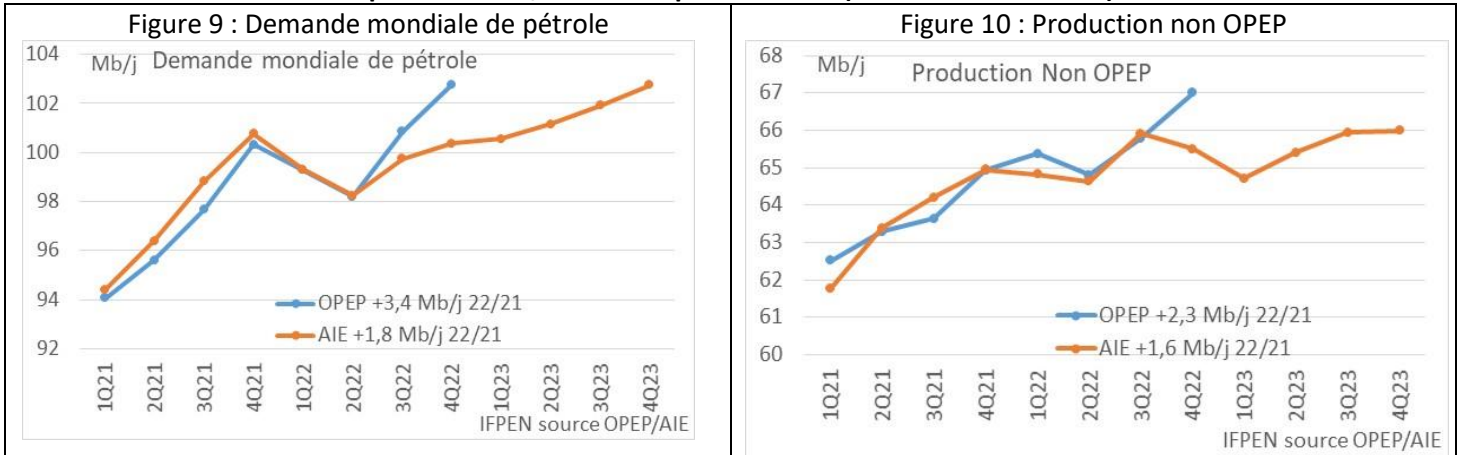 Figure 9 : Demande mondiale de pétrole
Mb/j Demande mondiale de pétrole
104
102
100
98
96
94
92
OPEP +3,4 Mb/j 22/21
AIE +1,8 Mb/j 22/21
1Q21
2Q21
3Q21
4Q21
1Q22
2Q22
3Q22
4Q22
1Q23
2Q23
3Q23
4Q23
IFPEN source OPEP/AIE
Figure 10 : Production non OPEP
Mb/j Production Non OPEP
68
67
66
65
64
63
62
61
60
OPEP +2,3 Mb/j 22/21
AIE +1,6 Mb/j 22/21
1Q21
2Q21
3Q21
4Q21
1Q22
2Q22
3Q22
4Q22
1Q23
2Q23
3Q23
4Q23
IFPEN source OPEP/AIE